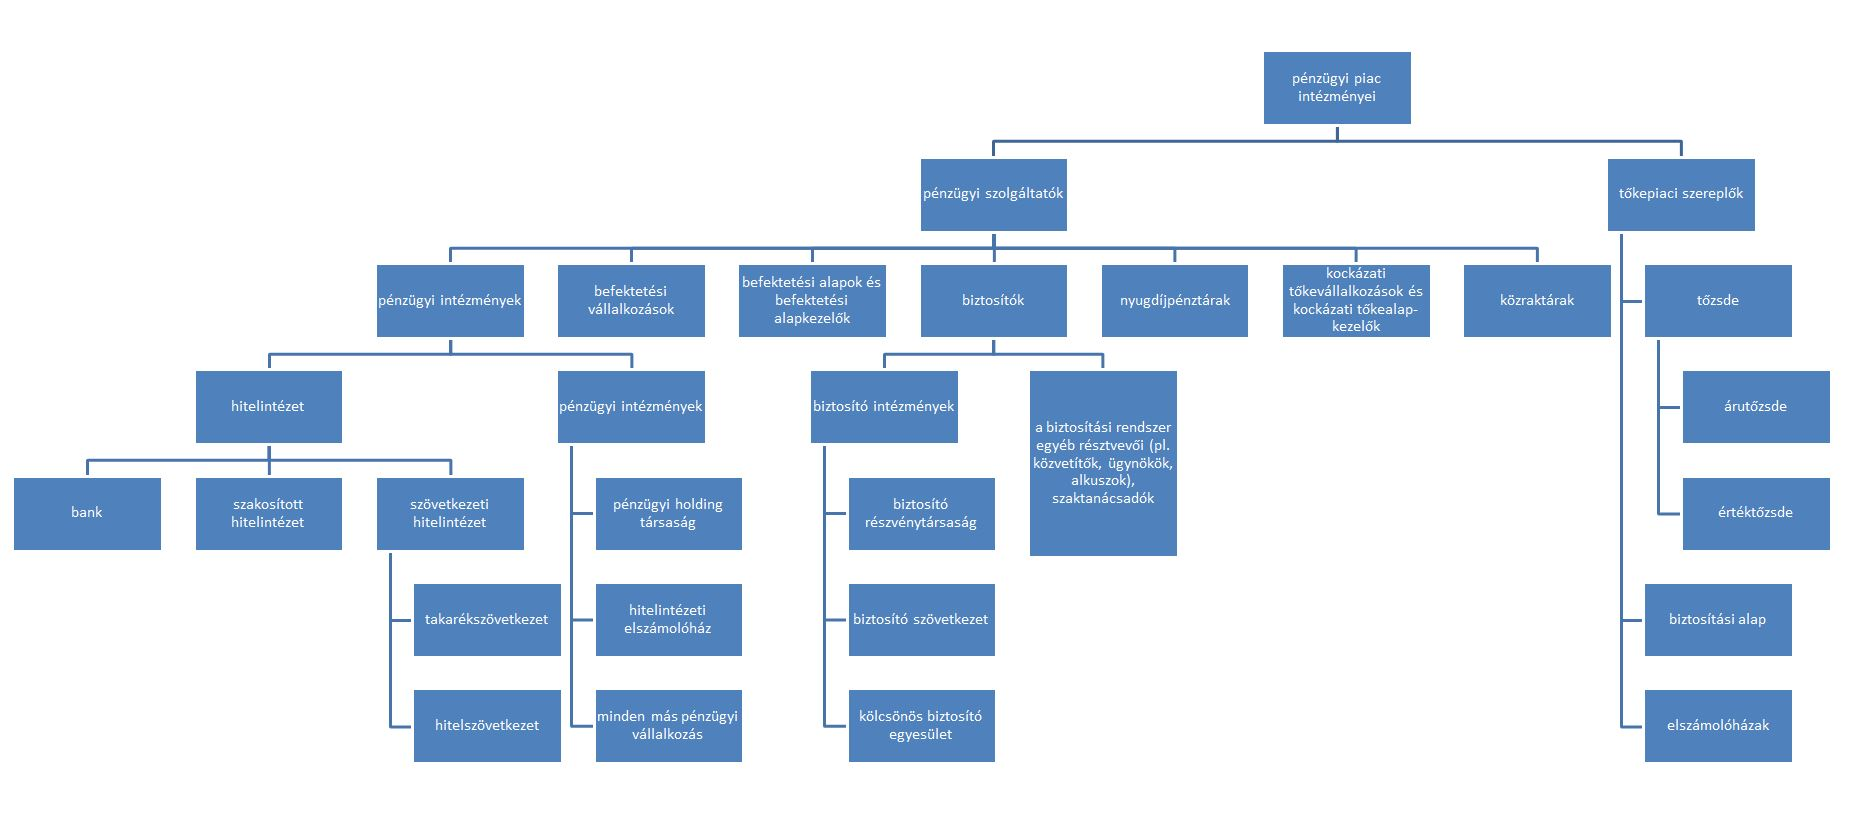 pénzügyi piac
intézményei
pénzügyi szolgáltatók
tőkepiaci szereplők
pénzügyi intézmények
befektetési
vállalkozások
befektetési alapok és
befektetési
alapkezelők
biztosítók
nyugdíjpénztárak
kockázati
tőkevállalkozások és
kockázati tőkealap-
kezelők
közraktárak
tőzsde
hitelintézet
pénzügyi intézmények
biztosító intézmények
a biztosítási rendszer
egyéb résztvevői (pl.
közvetítők, ügynökök,
alkuszok),
szaktanácsadók
árutőzsde
bank
szakosított
hitelintézet
szövetkezeti
hitelintézet
pénzügyi holding
társaság
biztosító
részvénytársaság
értéktőzsde
takarékszövetkezet
hitelintézeti
elszámolóház
biztosító szövetkezet
biztosítási alap
hitelszövetkezet
minden más pénzügyi
vállalkozás
kölcsönös biztosító
egyesület
elszámolóházak